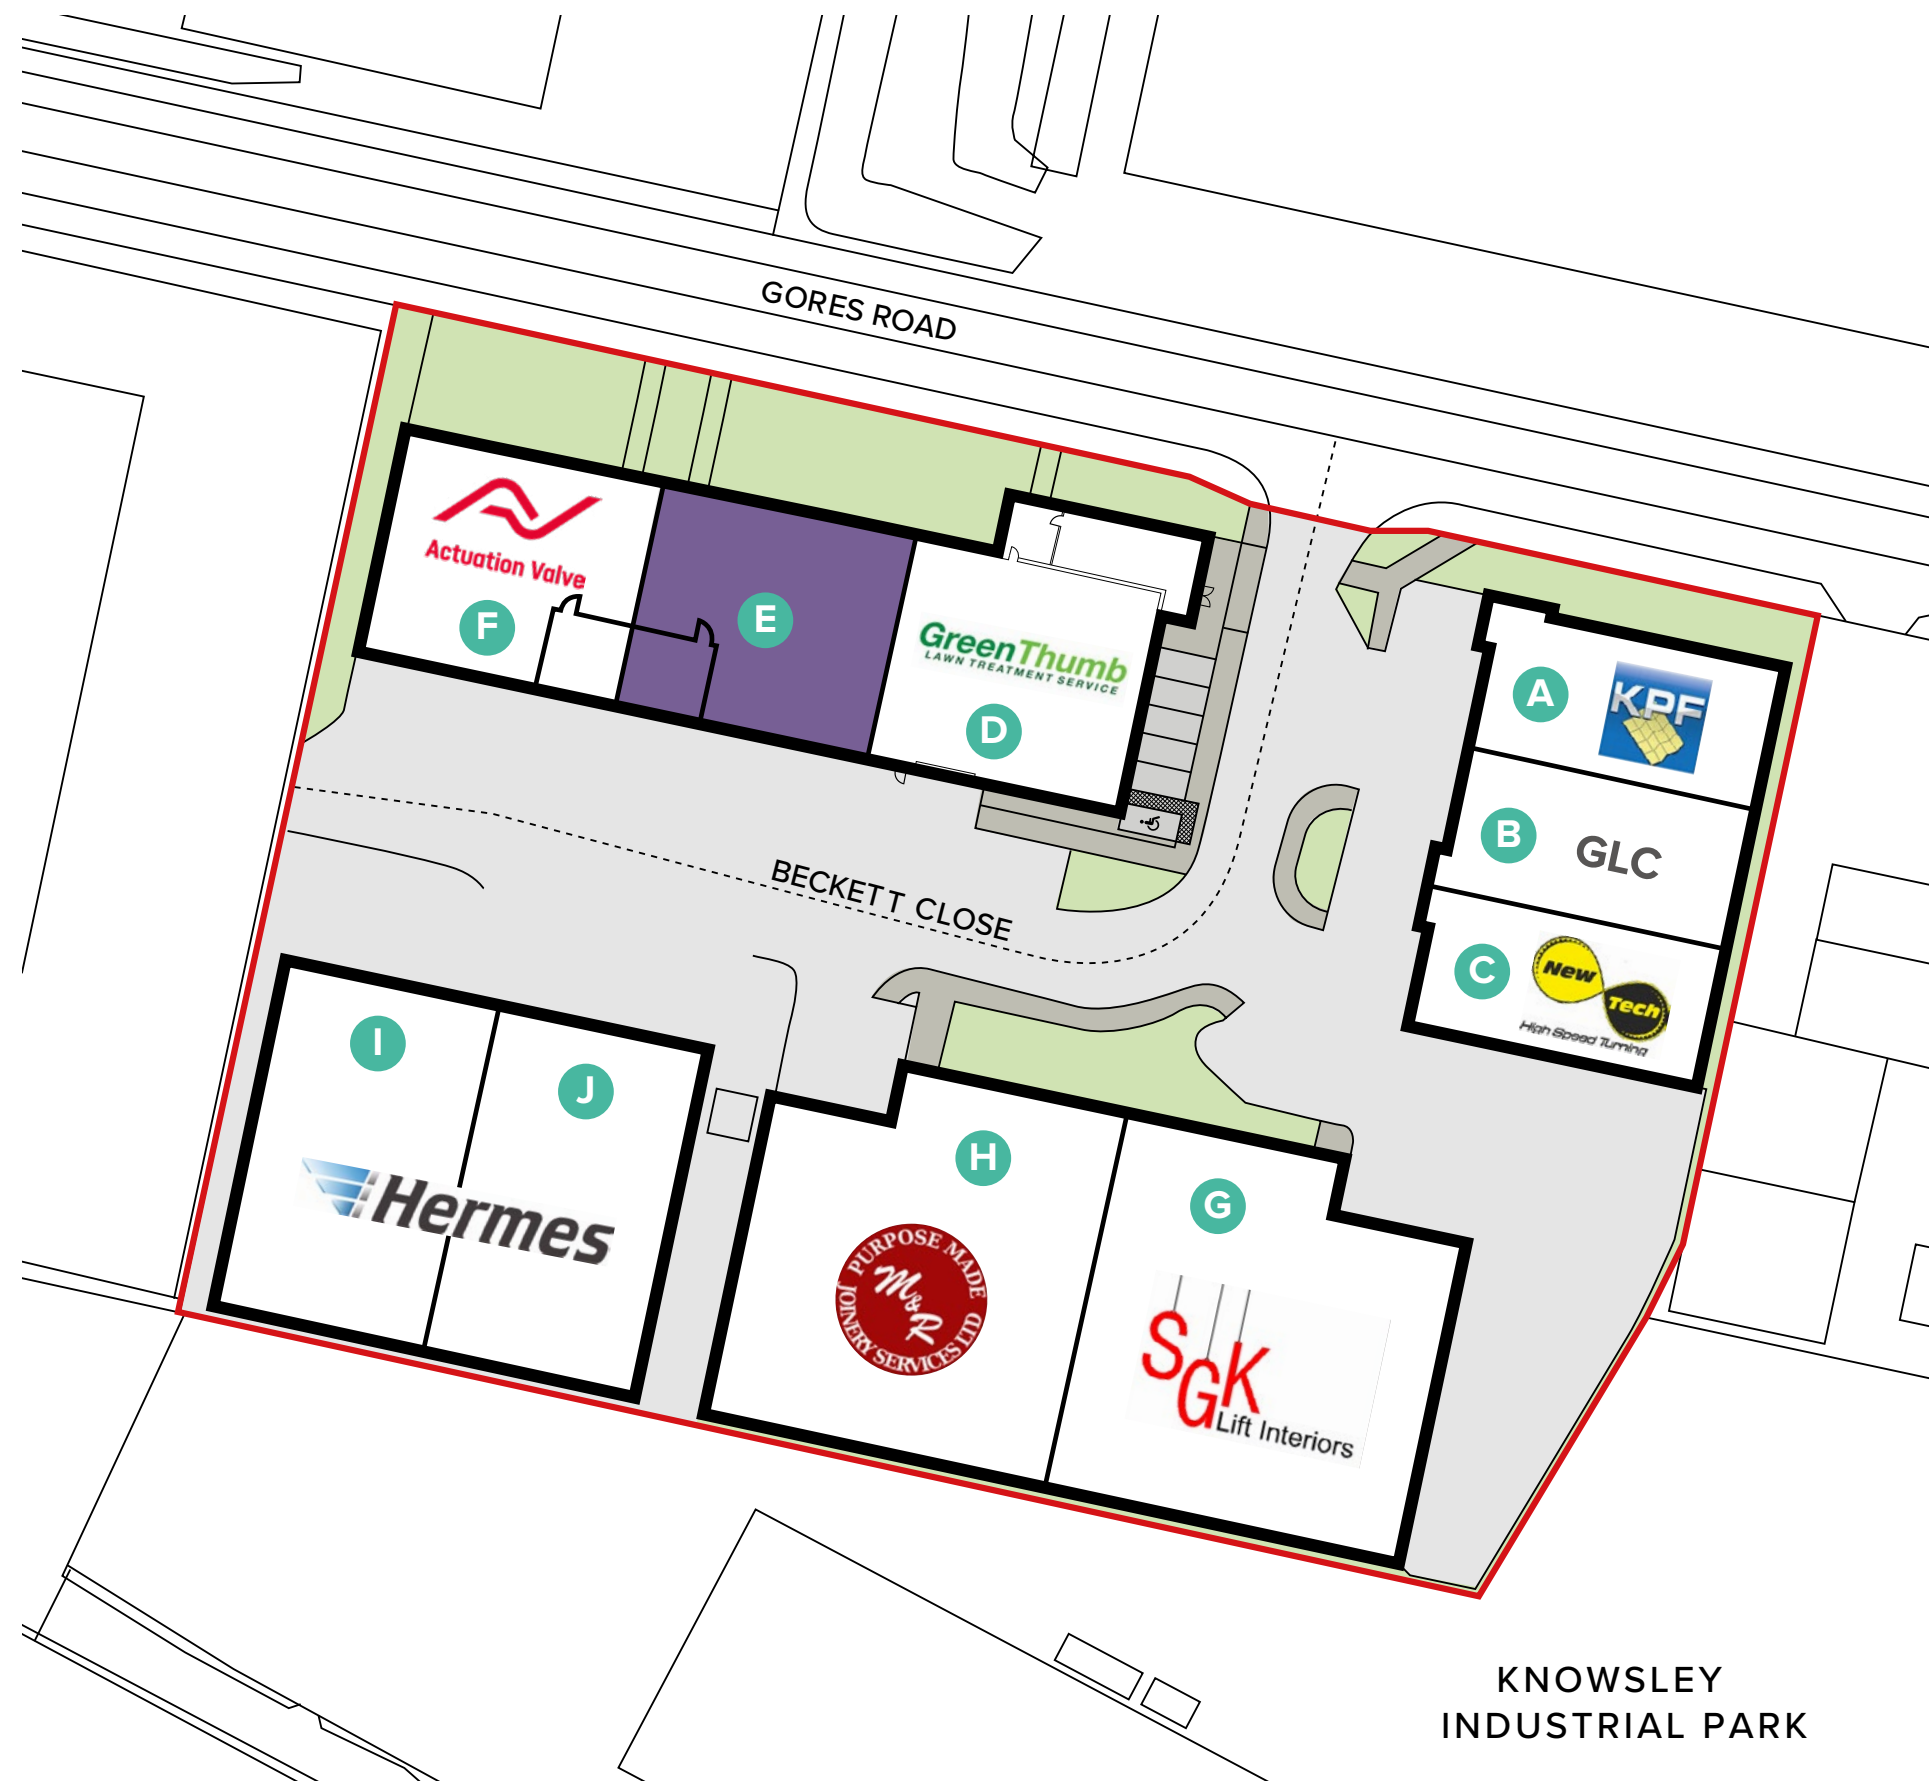 GORES ROAD
Actuation Valve
F
E
GreenThumb
LAWN TREATMENT SERVICE
D
A
KPF
B
GLC
C
New
Tech
High Speed Turning
BECKETT CLOSE
I
J
Hermes
H
PURPOSE MADE
M&R
JOINERY SERVICES LTD
G
SGK
Lift Interiors
KNOWSLEY
INDUSTRIAL PARK